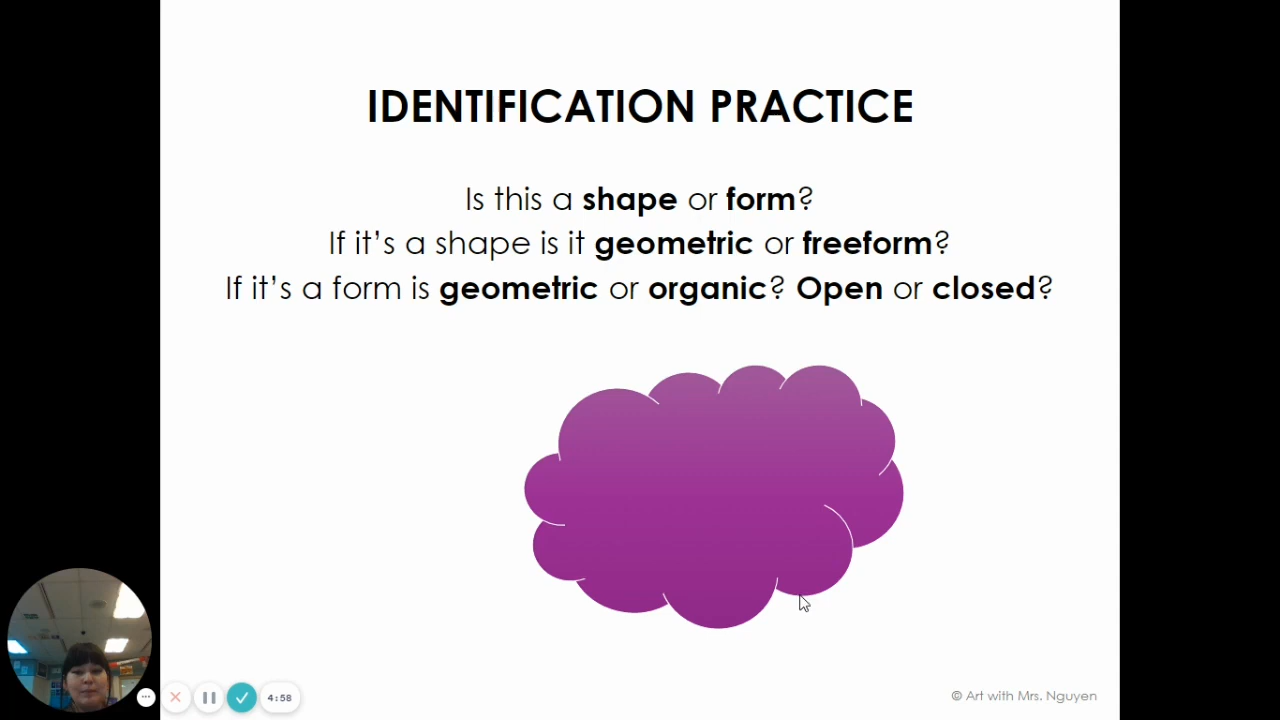 IDENTIFICATION PRACTICE
Is this a shape or form?
If it’s a shape is it geometric or freeform?
If it’s a form is geometric or organic? Open or closed?
4:58
© Art with Mrs. Nguyen